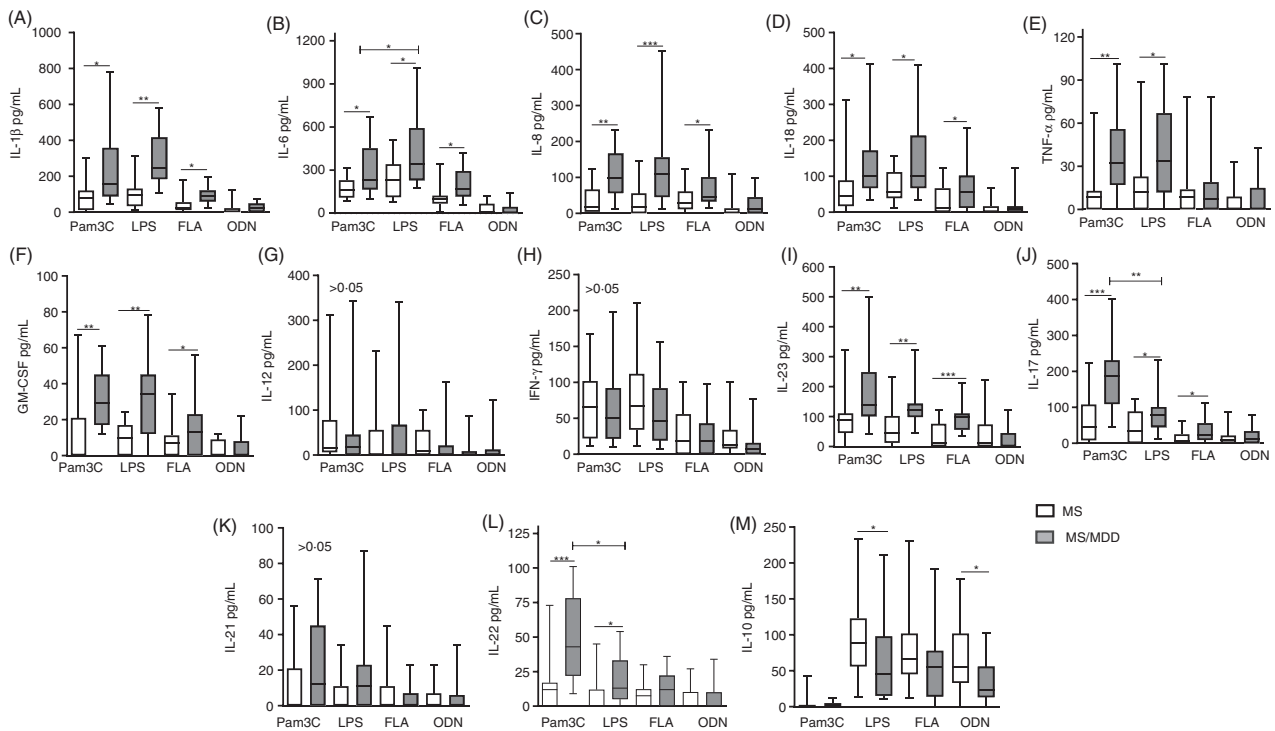 (A)
IL-1β pg/mL
1000
800
600
400
200
0
*
**
*
Pam3C LPS FLA ODN
(B)
IL-6 pg/mL
1200
900
600
300
0
*
*
*
*
Pam3C LPS FLA ODN
(C)
IL-8 pg/mL
500
400
300
200
100
0
**
***
*
Pam3C LPS FLA ODN
(D)
IL-18 pg/mL
500
400
300
200
100
0
*
*
*
Pam3C LPS FLA ODN
(E)
TNF-α pg/mL
120
90
60
30
0
**
*
Pam3C LPS FLA ODN
(F)
GM-CSF pg/mL
100
80
60
40
20
0
**
**
*
Pam3C LPS FLA ODN
(G)
IL-12 pg/mL
400
300
200
100
0
>0·05
Pam3C LPS FLA ODN
(H)
IFN-γ pg/mL
250
200
150
100
50
0
>0·05
Pam3C LPS FLA ODN
(I)
IL-23 pg/mL
600
500
400
300
200
100
0
**
**
***
Pam3C LPS FLA ODN
(J)
IL-17 pg/mL
500
400
300
200
100
0
**
***
*
*
Pam3C LPS FLA ODN
(K)
IL-21 pg/mL
100
80
60
40
20
0
>0·05
Pam3C LPS FLA ODN
(L)
IL-22 pg/mL
125
100
75
50
25
0
*
***
*
Pam3C LPS FLA ODN
(M)
IL-10 pg/mL
250
200
150
100
50
0
*
*
Pam3C LPS FLA ODN
MS
MS/MDD